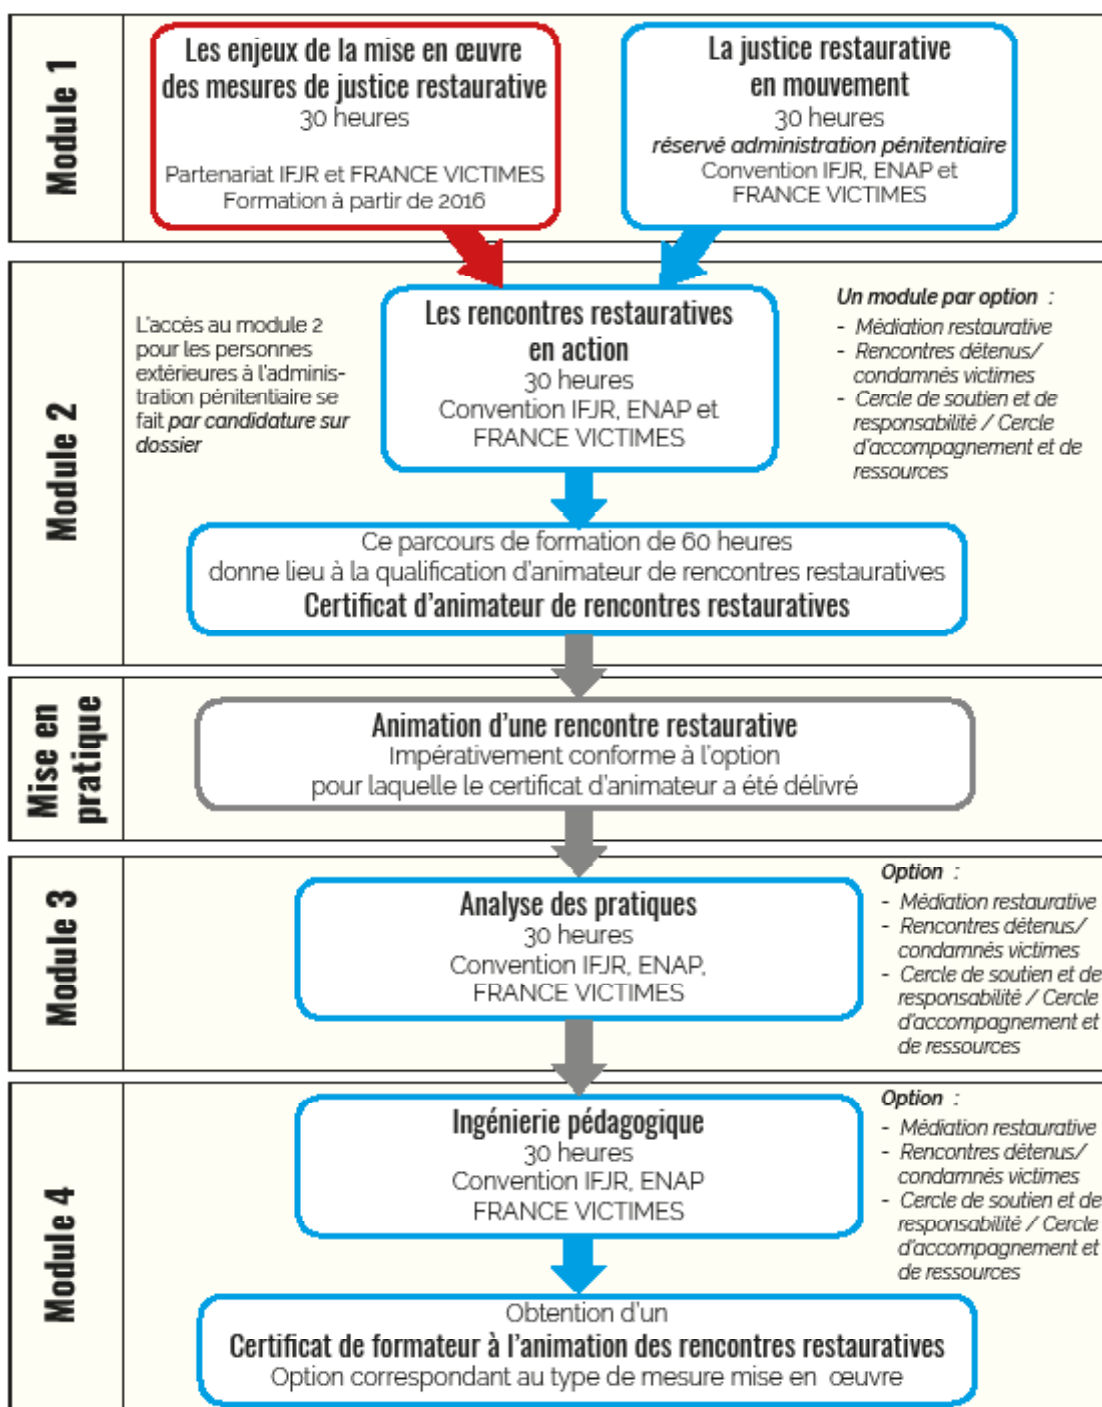 Module 1
Les enjeux de la mise en œuvre
des mesures de justice restaurative
30 heures
Partenariat IFJR et FRANCE VICTIMES
Formation à partir de 2016
La justice restaurative
en mouvement
30 heures
réservé administration pénitentiaire
Convention IFJR, ENAP et
FRANCE VICTIMES
Module 2
L'accès au module 2
pour les personnes
extérieures à l'adminis-
tration pénitentiaire se
fait par candidature sur
dossier
Les rencontres restauratives
en action
30 heures
Convention IFJR, ENAP et
FRANCE VICTIMES
Un module par option :
- Médiation restaurative
- Rencontres détenus/
condamnés victimes
- Cercle de soutien et de
responsabilité / Cercle
d'accompagnement et de
ressources
Ce parcours de formation de 60 heures
donne lieu à la qualification d'animateur de rencontres restauratives
Certificat d'animateur de rencontres restauratives
Mise en
pratique
Animation d'une rencontre restaurative
Impérativement conforme à l'option
pour laquelle le certificat d'animateur a été délivré
Module 3
Analyse des pratiques
30 heures
Convention IFJR, ENAP,
FRANCE VICTIMES
Option :
- Médiation restaurative
- Rencontres détenus/
condamnés victimes
- Cercle de soutien et de
responsabilité / Cercle
d'accompagnement et
de ressources
Module 4
Ingénierie pédagogique
30 heures
Convention IFJR, ENAP
FRANCE VICTIMES
Option :
- Médiation restaurative
- Rencontres détenus/
condamnés victimes
- Cercle de soutien et de
responsabilité / Cercle
d'accompagnement et
de ressources
Obtention d'un
Certificat de formateur à l'animation des rencontres restauratives
Option correspondant au type de mesure mise en œuvre